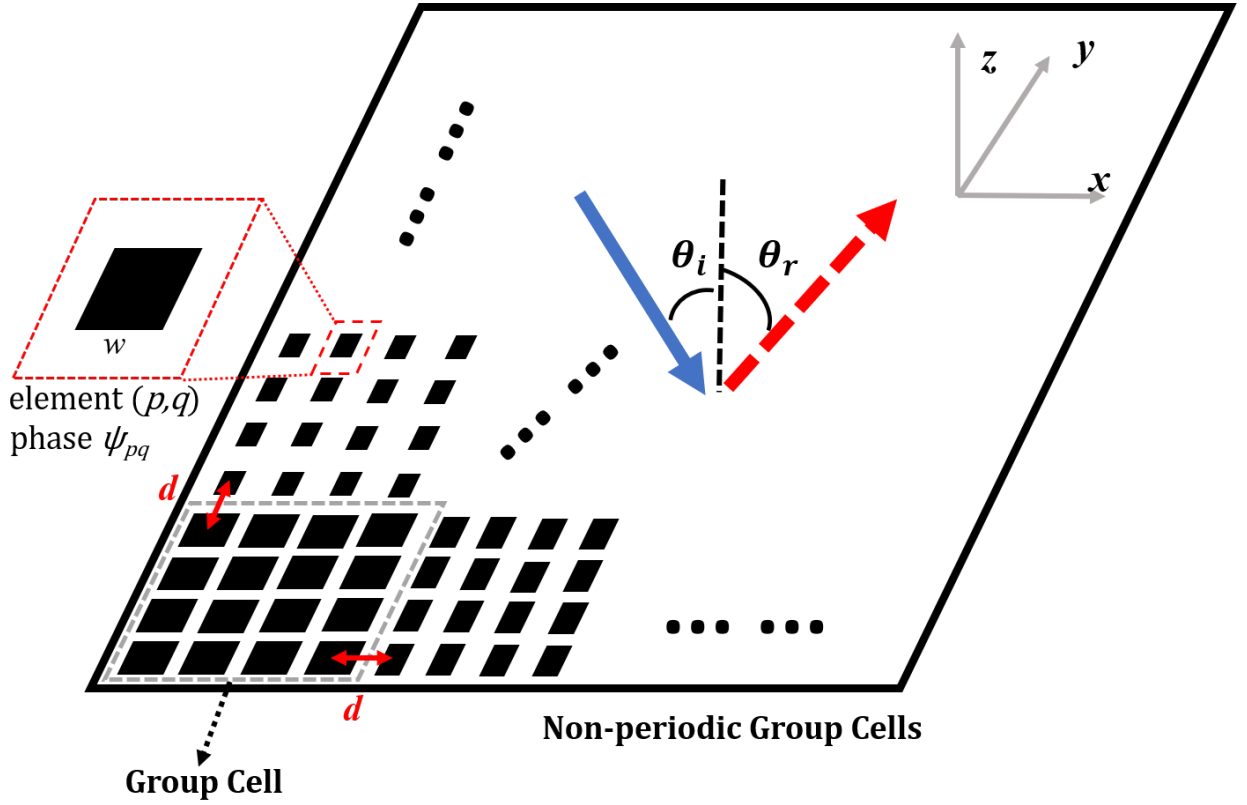 z
y
x
θi
θr
w
element (p,q)
phase ψpq
d
d
Non-periodic Group Cells
Group Cell